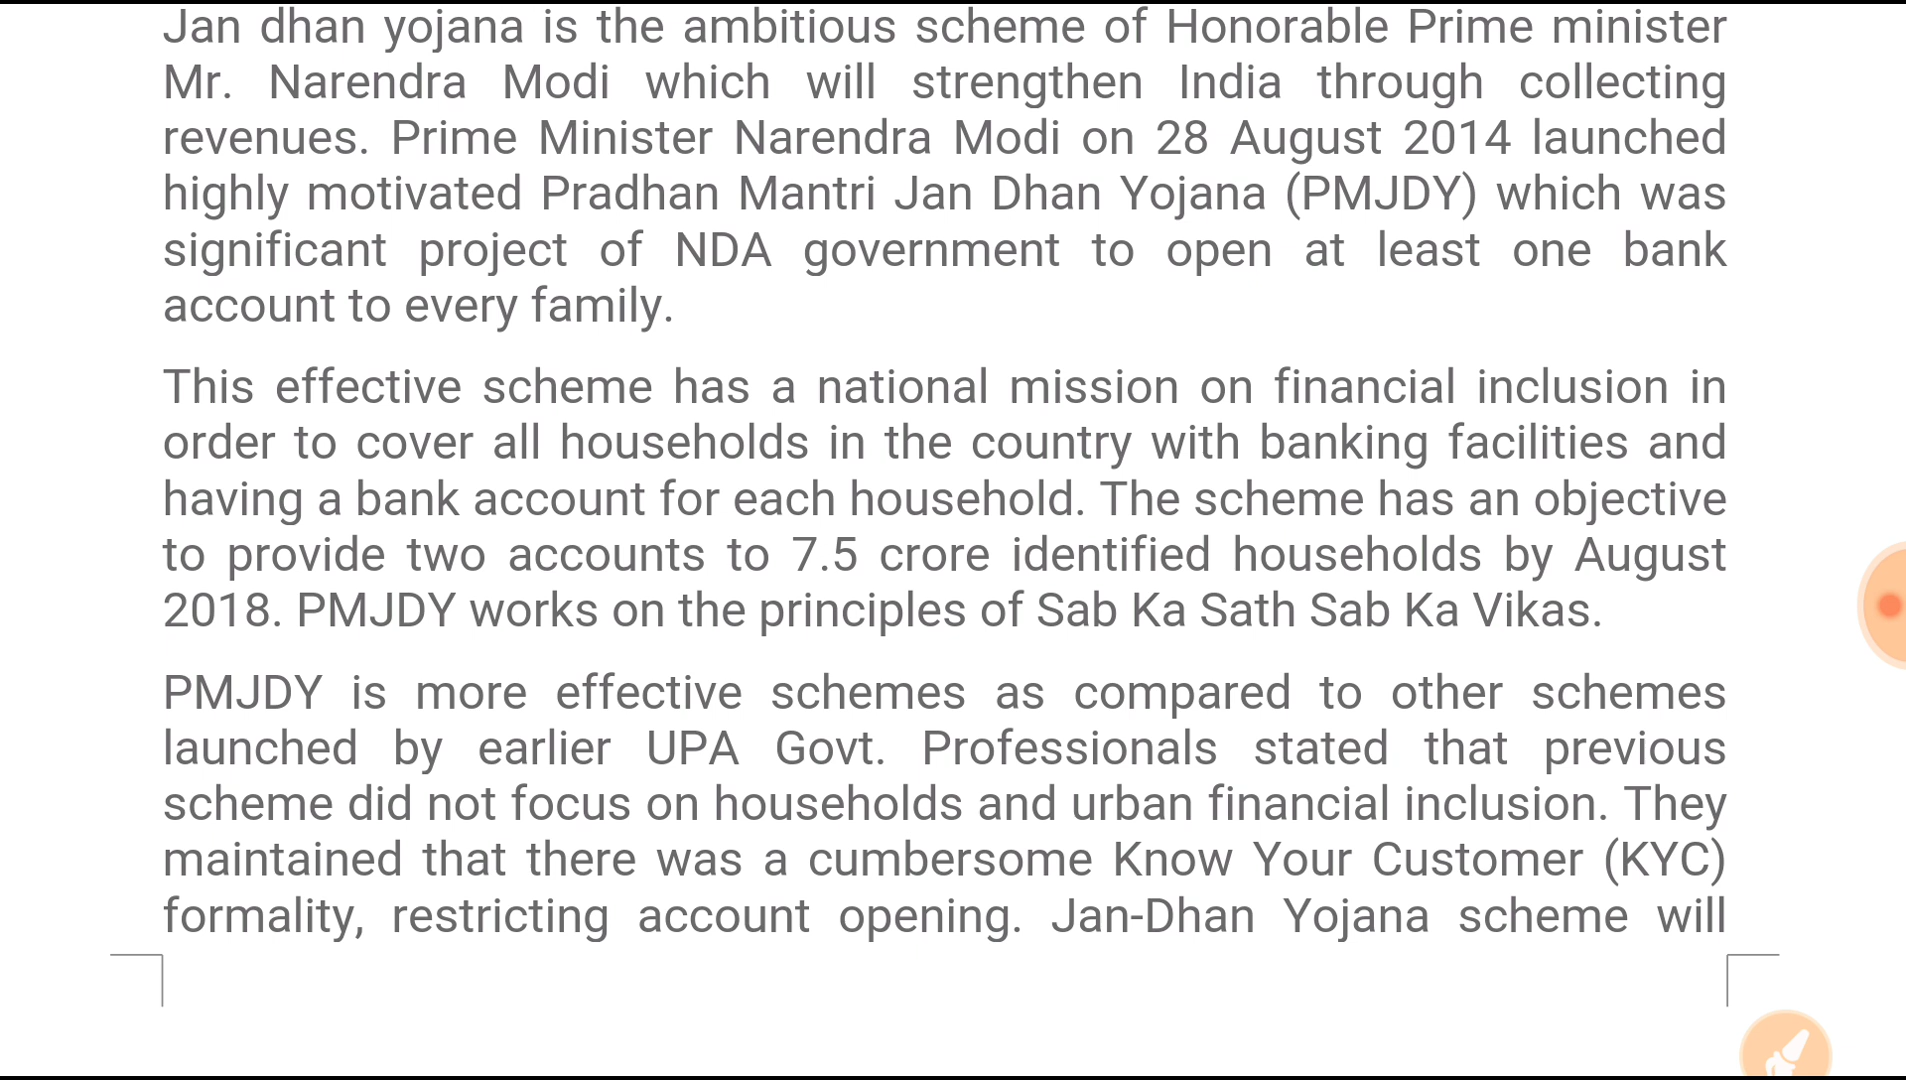 Jan dhan yojana is the ambitious scheme of Honorable Prime minister
Mr. Narendra Modi which will strengthen India through collecting
revenues. Prime Minister Narendra Modi on 28 August 2014 launched
highly motivated Pradhan Mantri Jan Dhan Yojana (PMJDY) which was
significant project of NDA government to open at least one bank
account to every family.
This effective scheme has a national mission on financial inclusion in
order to cover all households in the country with banking facilities and
having a bank account for each household. The scheme has an objective
to provide two accounts to 7.5 crore identified households by August
2018. PMJDY works on the principles of Sab Ka Sath Sab Ka Vikas.
PMJDY is more effective schemes as compared to other schemes
launched by earlier UPA Govt. Professionals stated that previous
scheme did not focus on households and urban financial inclusion. They
maintained that there was a cumbersome Know Your Customer (KYC)
formality, restricting account opening. Jan-Dhan Yojana scheme will